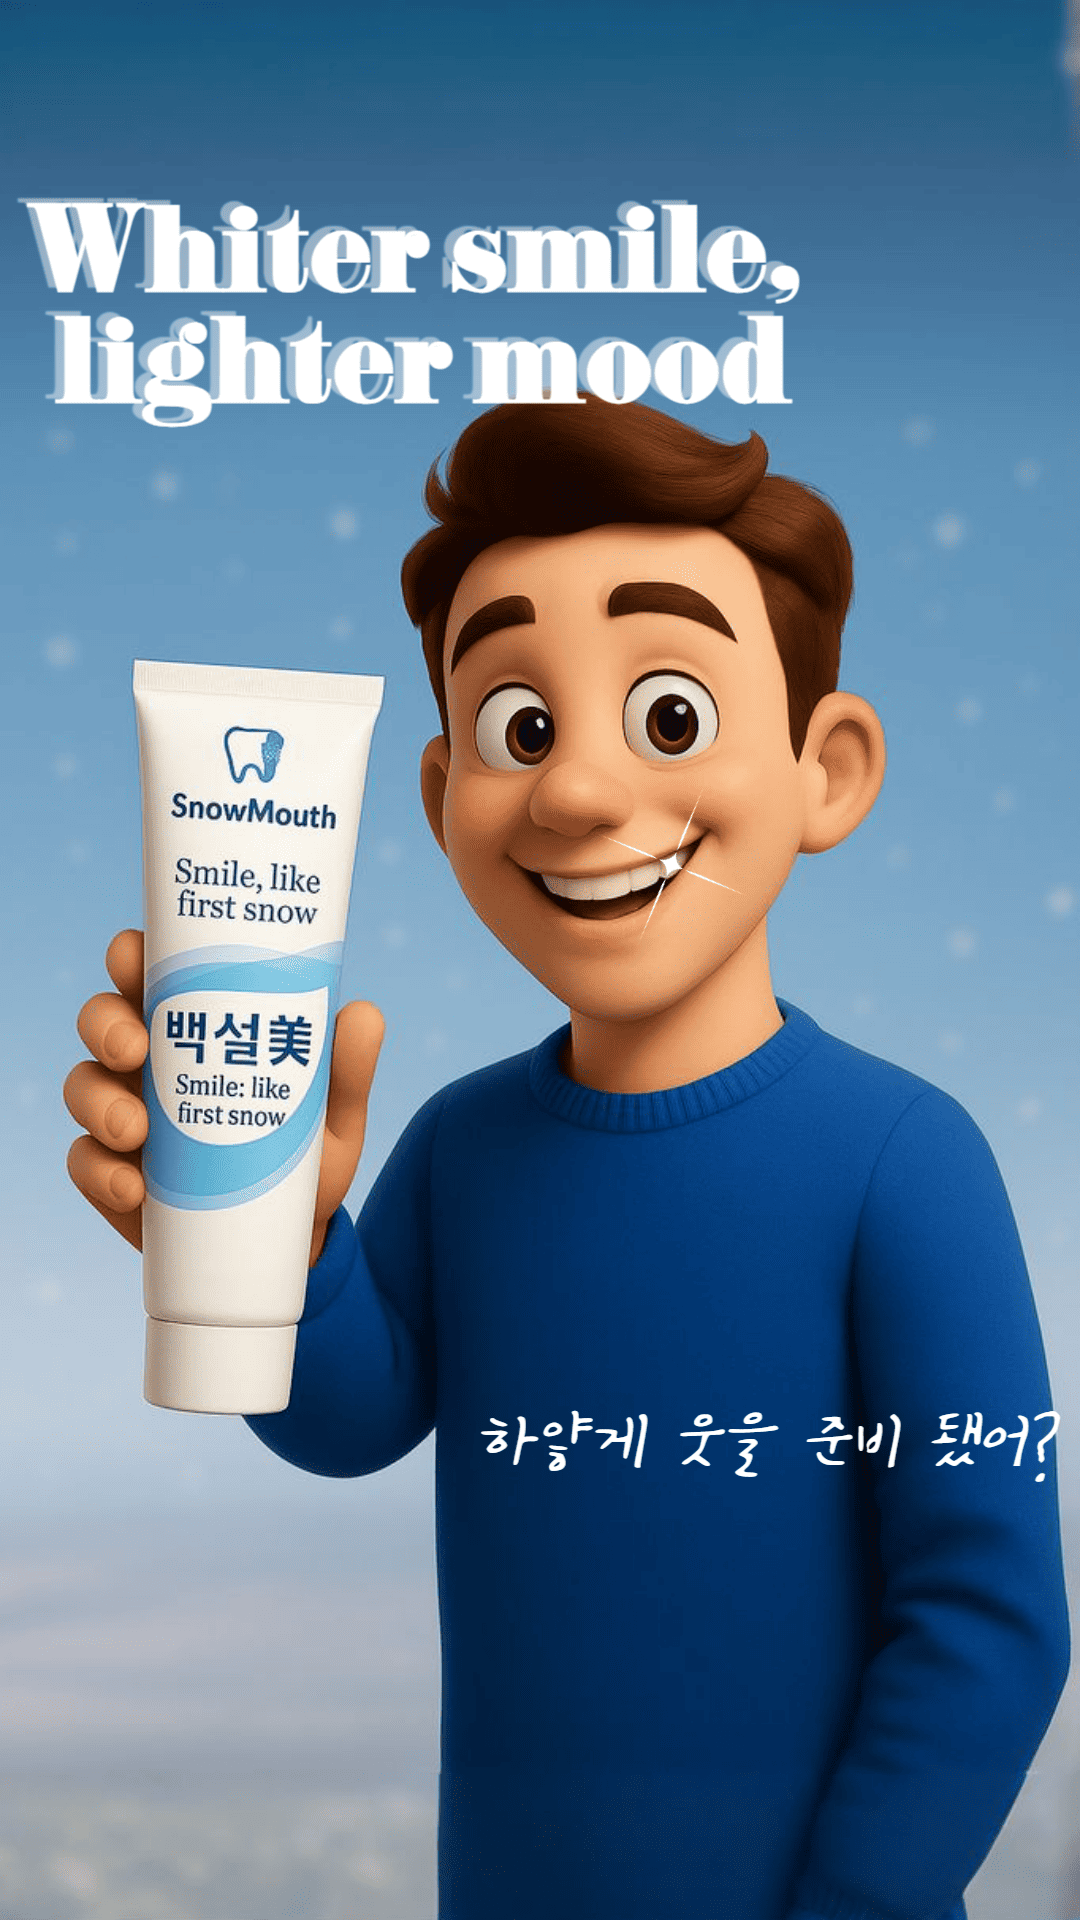 Whiter smile,
lighter mood
SnowMouth
Smile, like
first snow
백설美
Smile: like
first snow
하얗게 웃을 준비 됐어?